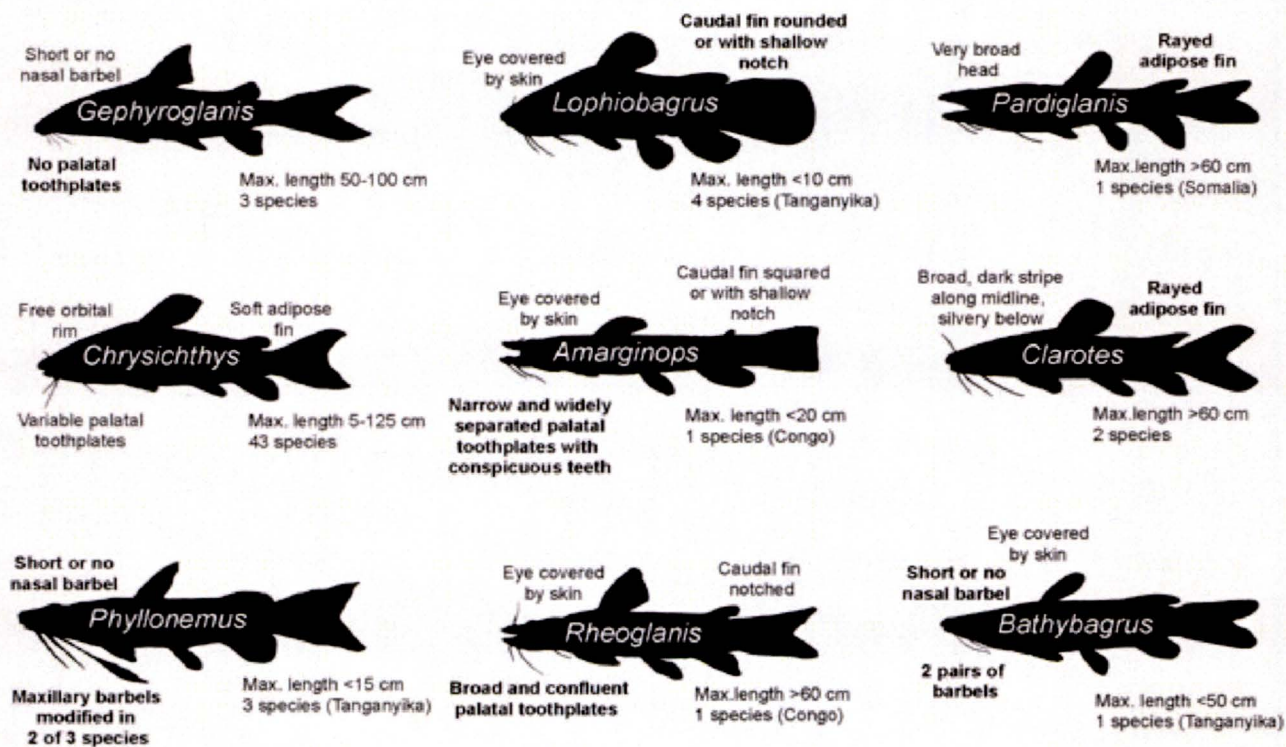 Short or no
nasal barbel
Gephyroglanis
No palatal
toothplates
Max. length 50-100 cm
3 species
Caudal fin rounded
or with shallow
notch
Eye covered
by skin
Lophiobagrus
Max. length <10 cm
4 species (Tanganyika)
Very broad
head
Rayed
adipose fin
Pardiglanis
Max. length >60 cm
1 species (Somalia)
Free orbital
rim
Soft adipose
fin
Chrysichthys
Variable palatal
toothplates
Max. length 5-125 cm
43 species
Eye covered
by skin
Caudal fin squared
or with shallow
notch
Amarginops
Narrow and widely
separated palatal
toothplates with
conspicuous teeth
Max. length <20 cm
1 species (Congo)
Broad, dark stripe
along midline,
silvery below
Rayed
adipose fin
Clarotes
Max.length >60 cm
2 species
Short or no
nasal barbel
Phyllonemus
Maxillary barbels
modified in
2 of 3 species
Max. length <15 cm
3 species (Tanganyika)
Eye covered
by skin
Caudal fin
notched
Rheoglanis
Broad and confluent
palatal toothplates
Max.length >60 cm
1 species (Congo)
Eye covered
by skin
Short or no
nasal barbel
Bathybagrus
2 pairs of
barbels
Max. length <50 cm
1 species (Tanganyika)